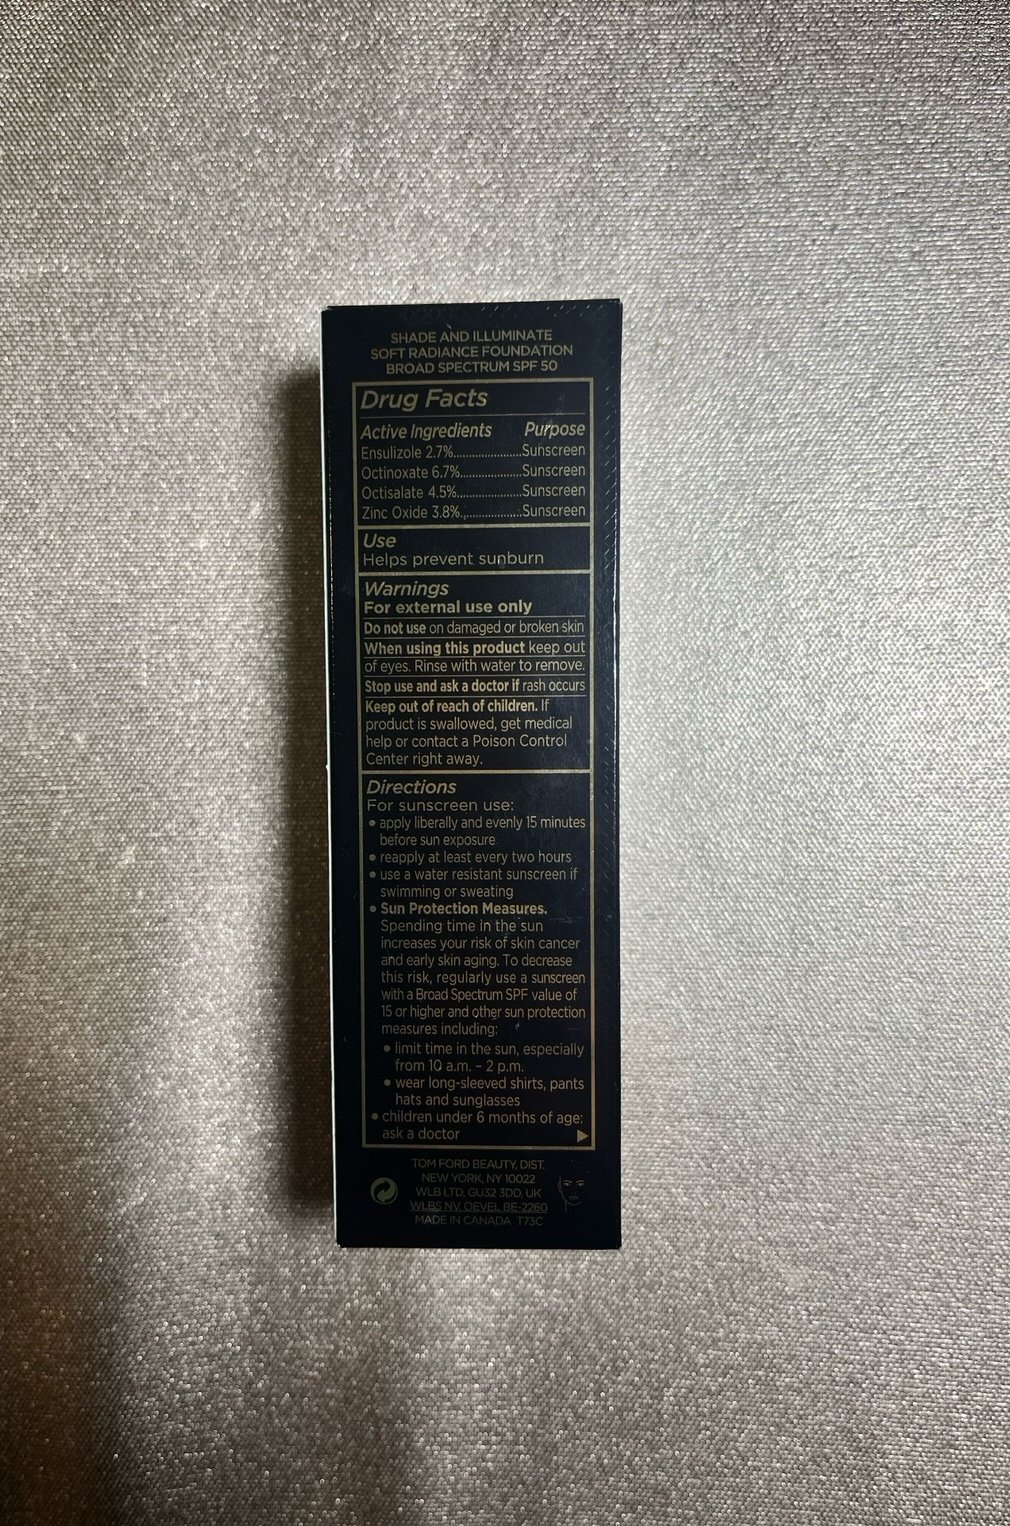 SHADE AND ILLUMINATE
SOFT RADIANCE FOUNDATION
BROAD SPECTRUM SPF 50
Drug Facts
Active Ingredients Purpose
Ensulizole 2.7%.....................Sunscreen
Octinoxate 6.7%....................Sunscreen
Octisalate 4.5%.....................Sunscreen
Zinc Oxide 3.8%..................Sunscreen
Use
Helps prevent sunburn
Warnings
For external use only
Do not use on damaged or broken skin
When using this product keep out
of eyes. Rinse with water to remove.
Stop use and ask a doctor if rash occurs
Keep out of reach of children. If
product is swallowed, get medical
help or contact a Poison Control
Center right away.
Directions
For sunscreen use:
• apply liberally and evenly 15 minutes
before sun exposure
• reapply at least every two hours
• use a water resistant sunscreen if
swimming or sweating
• Sun Protection Measures.
Spending time in the sun
increases your risk of skin cancer
and early skin aging. To decrease
this risk, regularly use a sunscreen
with a Broad Spectrum SPF value of
15 or higher and other sun protection
measures including:
• limit time in the sun, especially
from 10 a.m. – 2 p.m.
• wear long-sleeved shirts, pants
hats and sunglasses
• children under 6 months of age:
ask a doctor
TOM FORD BEAUTY, DIST.
NEW YORK, NY 10022
WLB LTD, GU32 3DD, UK
WLBS NV, OEVEL BE-2260
MADE IN CANADA T73C